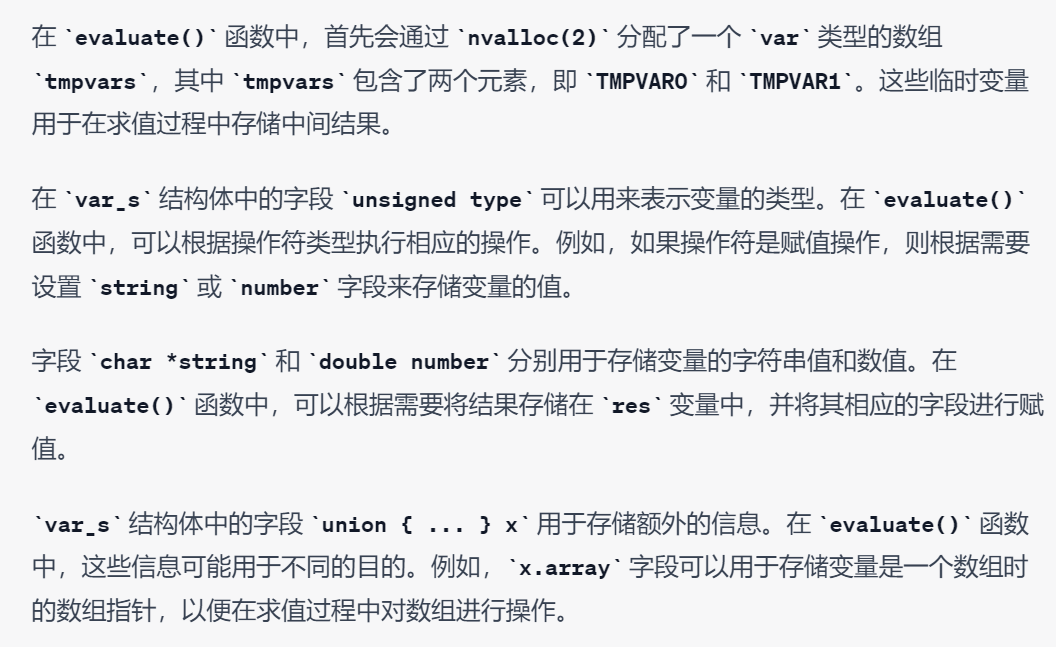 在 `evaluate()` 函数中，首先会通过 `nvalloc(2)` 分配了一个 `var` 类型的数组
`tmpvars`，其中 `tmpvars` 包含了两个元素，即 `TMPVAR0` 和 `TMPVAR1`。这些临时变量
用于在求值过程中存储中间结果。
在 `var_s` 结构体中的字段 `unsigned type` 可以用来表示变量的类型。在 `evaluate()`
函数中，可以根据操作符类型执行相应的操作。例如，如果操作符是赋值操作，则根据需要
设置 `string` 或 `number` 字段来存储变量的值。
字段 `char *string` 和 `double number` 分别用于存储变量的字符串值和数值。在
`evaluate()` 函数中，可以根据需要将结果存储在 `res` 变量中，并将其相应的字段进行赋
值。
`var_s` 结构体中的字段 `union { ... } x` 用于存储额外的信息。在 `evaluate()` 函数
中，这些信息可能用于不同的目的。例如，`x.array` 字段可以用于存储变量是一个数组时
的数组指针，以便在求值过程中对数组进行操作。